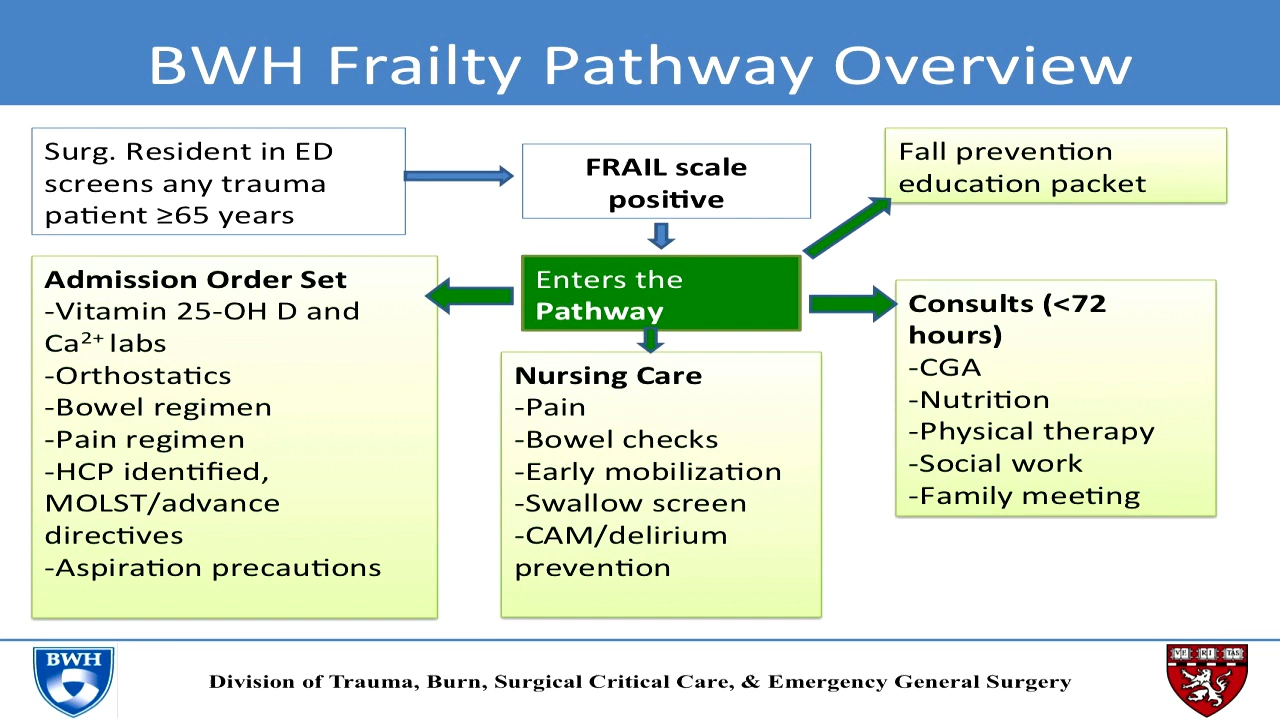 BWH Frailty Pathway Overview
Surg. Resident in ED
screens any trauma
patient ≥65 years
FRAIL scale
positive
Fall prevention
education packet
Enters the
Pathway
Admission Order Set
-Vitamin 25-OH D and
Ca²⁺ labs
-Orthostatics
-Bowel regimen
-Pain regimen
-HCP identified,
MOLST/advance
directives
-Aspiration precautions
Nursing Care
-Pain
-Bowel checks
-Early mobilization
-Swallow screen
-CAM/delirium
prevention
Consults (<72
hours)
-CGA
-Nutrition
-Physical therapy
-Social work
-Family meeting
BWH
Division of Trauma, Burn, Surgical Critical Care, & Emergency General Surgery
VE RI TAS